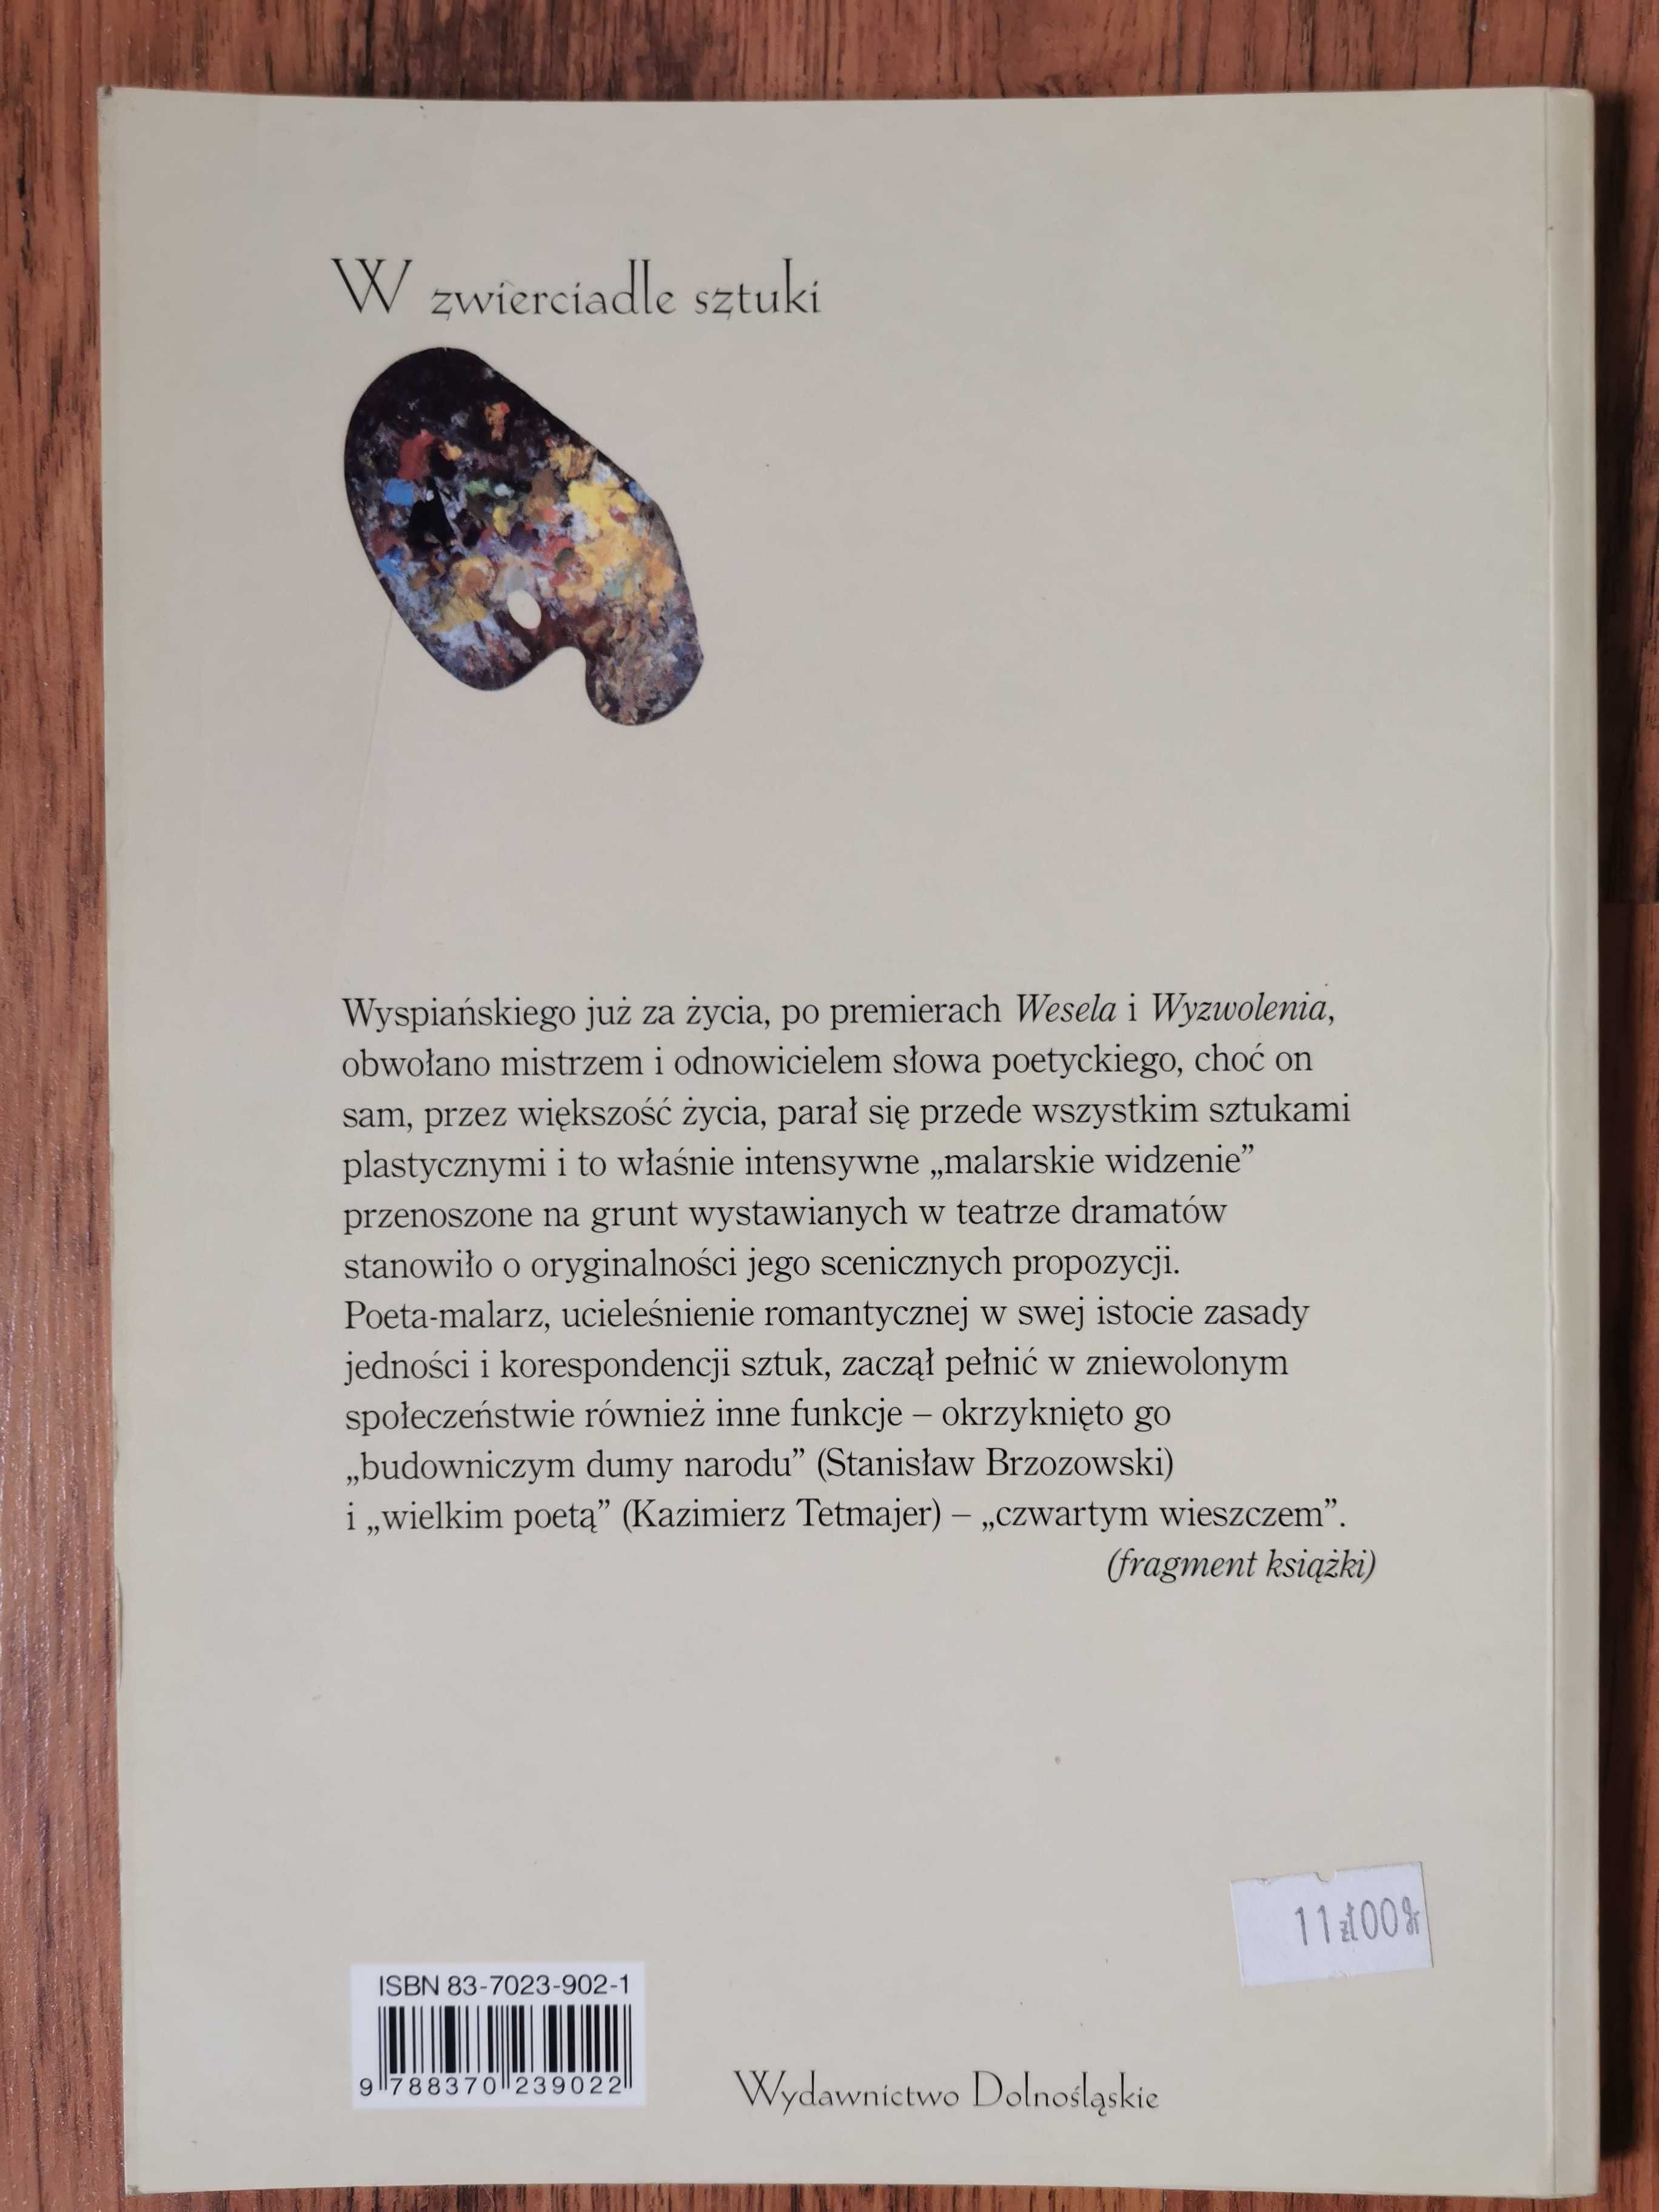 W zwierciadle sztuki
Wyspiańskiego już za życia, po premierach Wesela i Wyzwolenia,
obwołano mistrzem i odnowicielem słowa poetyckiego, choć on
sam, przez większość życia, parał się przede wszystkim sztukami
plastycznymi i to właśnie intensywne „malarskie widzenie”
przenoszone na grunt wystawianych w teatrze dramatów
stanowiło o oryginalności jego scenicznych propozycji.
Poeta-malarz, ucieleśnienie romantycznej w swej istocie zasady
jedności i korespondencji sztuk, zaczął pełnić w zniewolonym
społeczeństwie również inne funkcje – okrzyknięto go
„budowniczym dumy narodu” (Stanisław Brzozowski)
i „wielkim poetą” (Kazimierz Tetmajer) – „czwartym wieszczem”.
(fragment książki)
11zł00gr
ISBN 83-7023-902-1
9 788370 239022
Wydawnictwo Dolnośląskie